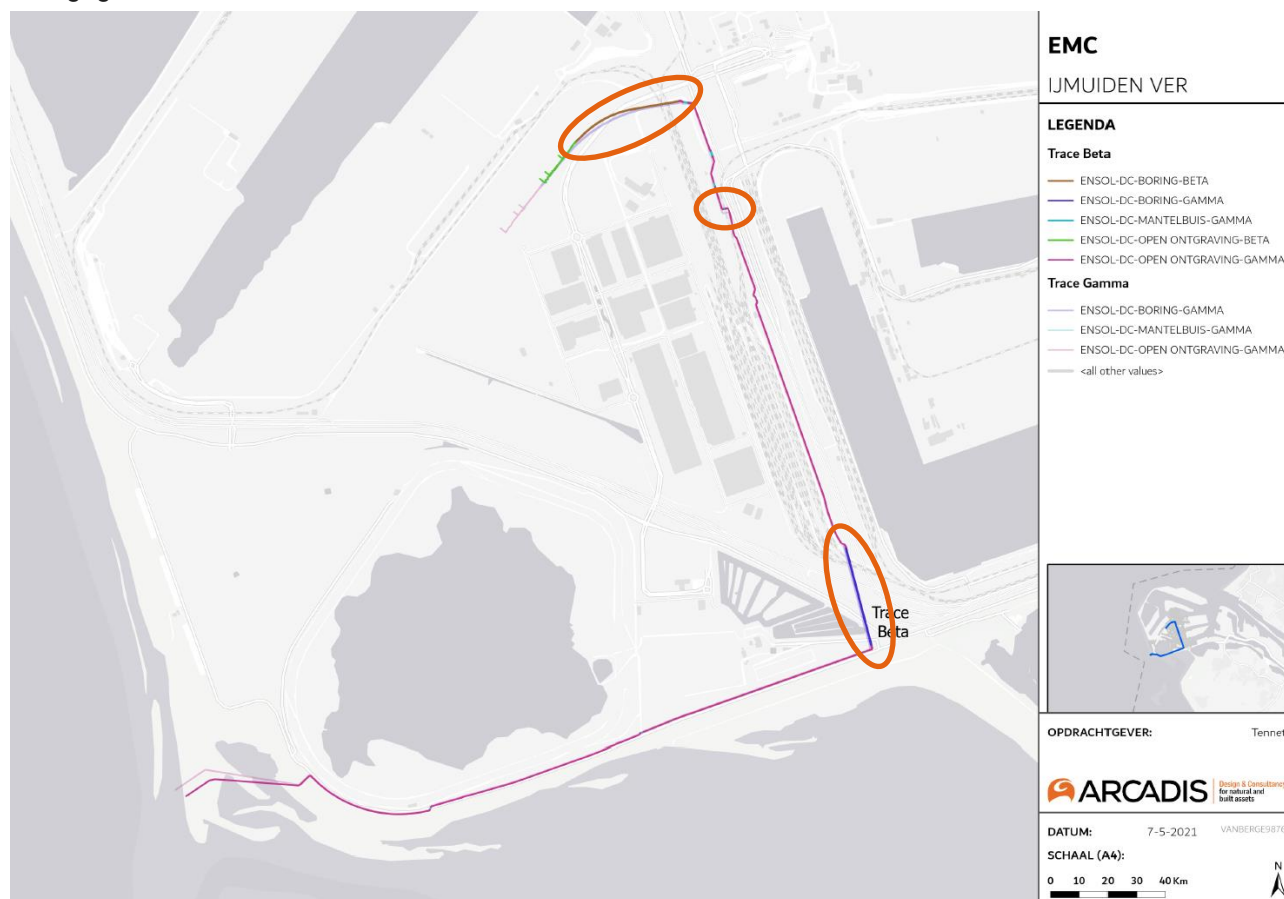 EMC
IJMUIDEN VER
LEGENDA
Trace Beta
ENSOL-DC-BORING-BETA
ENSOL-DC-BORING-GAMMA
ENSOL-DC-MANTELBUIS-GAMMA
ENSOL-DC-OPEN ONTGRAVING-BETA
ENSOL-DC-OPEN ONTGRAVING-GAMMA
Trace Gamma
ENSOL-DC-BORING-GAMMA
ENSOL-DC-MANTELBUIS-GAMMA
ENSOL-DC-OPEN ONTGRAVING-GAMMA
<all other values>
Trace
Beta
OPDRACHTGEVER: Tennet
ARCADIS
Design & Consultancy
for natural and
built assets
DATUM: 7-5-2021 VANBERGE9876
SCHAAL (A4):
0 10 20 30 40 Km
N